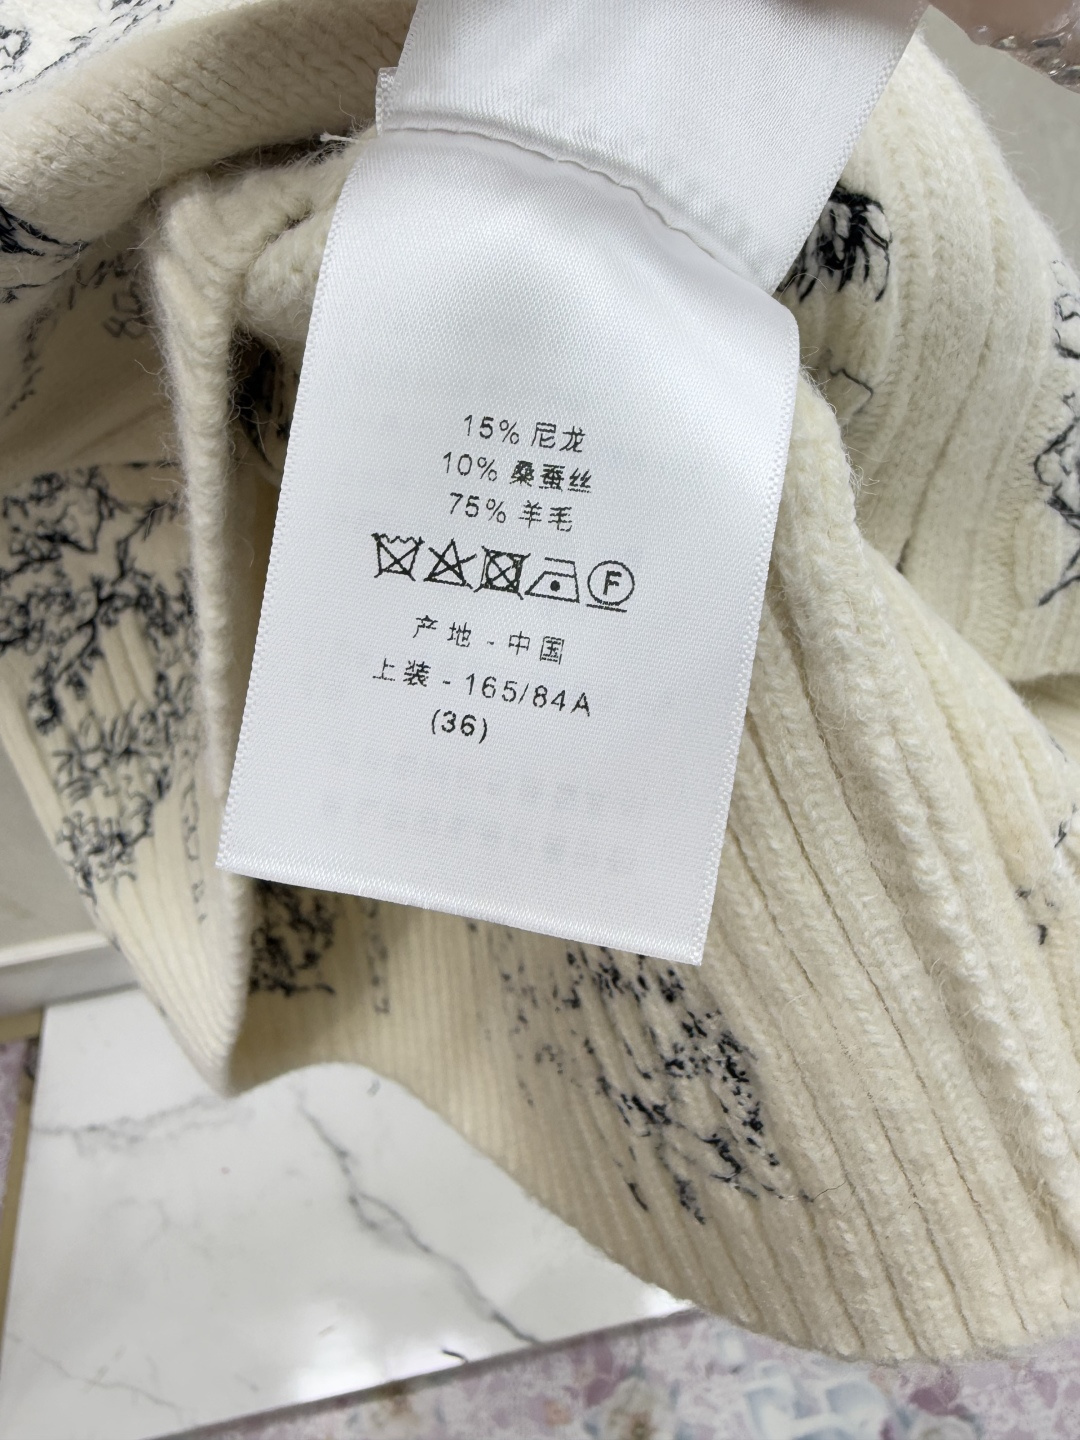 15% 尼龙
10% 桑蚕丝
75% 羊毛
F
产地 - 中国
上装 - 165/84A
(36)